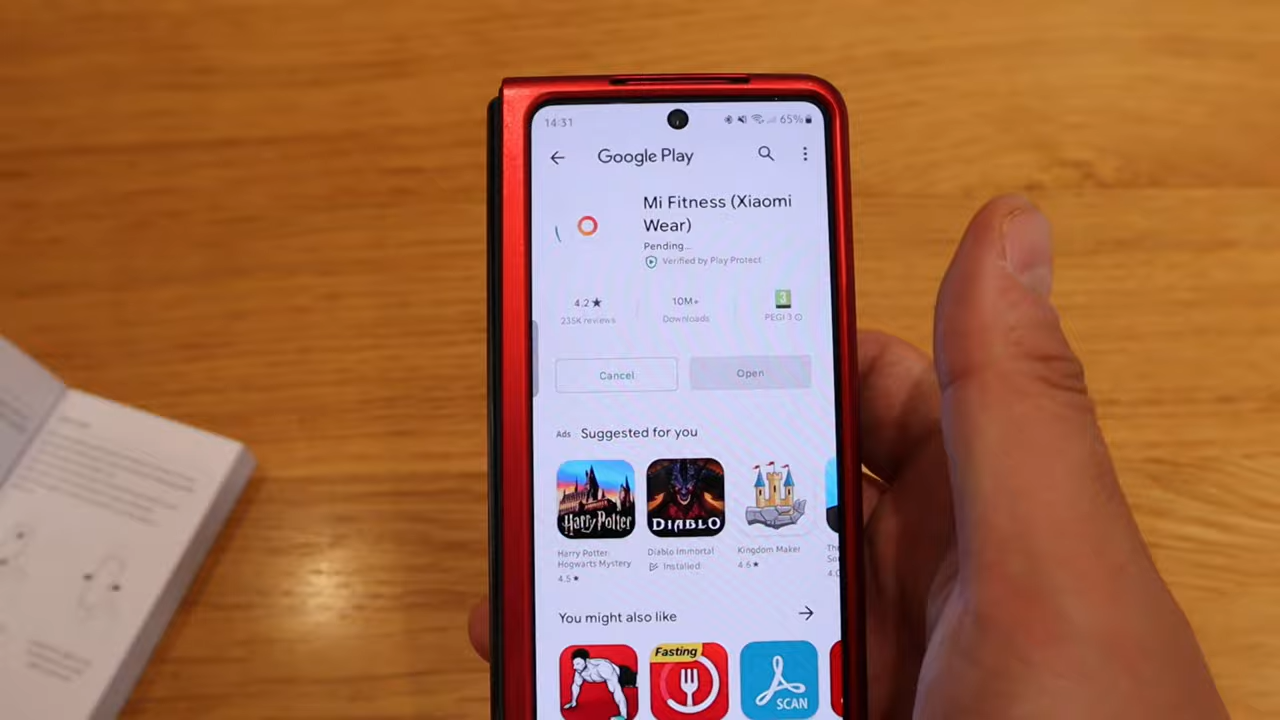 14:31
65%
Google Play
Mi Fitness (Xiaomi
Wear)
Pending...
Verified by Play Protect
4.2★
10M+
3
235K reviews
Downloads
PEGI 3
Cancel
Open
Ads
Suggested for you
Harry Potter
DIABLO
Harry Potter:
Hogwarts Mystery
4.5★
Diablo Immortal
Installed
Kingdom Maker
4.6★
You might also like
Fasting
SCAN